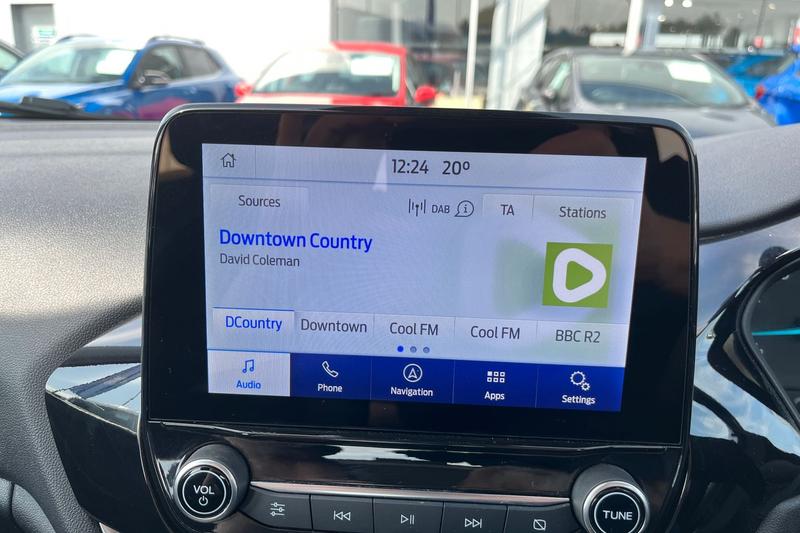 12:24 20º
Sources
DAB
TA
Stations
Downtown Country
David Coleman
DCountry
Downtown
Cool FM
Cool FM
BBC R2
Audio
Phone
Navigation
Apps
Settings
VOL
TUNE